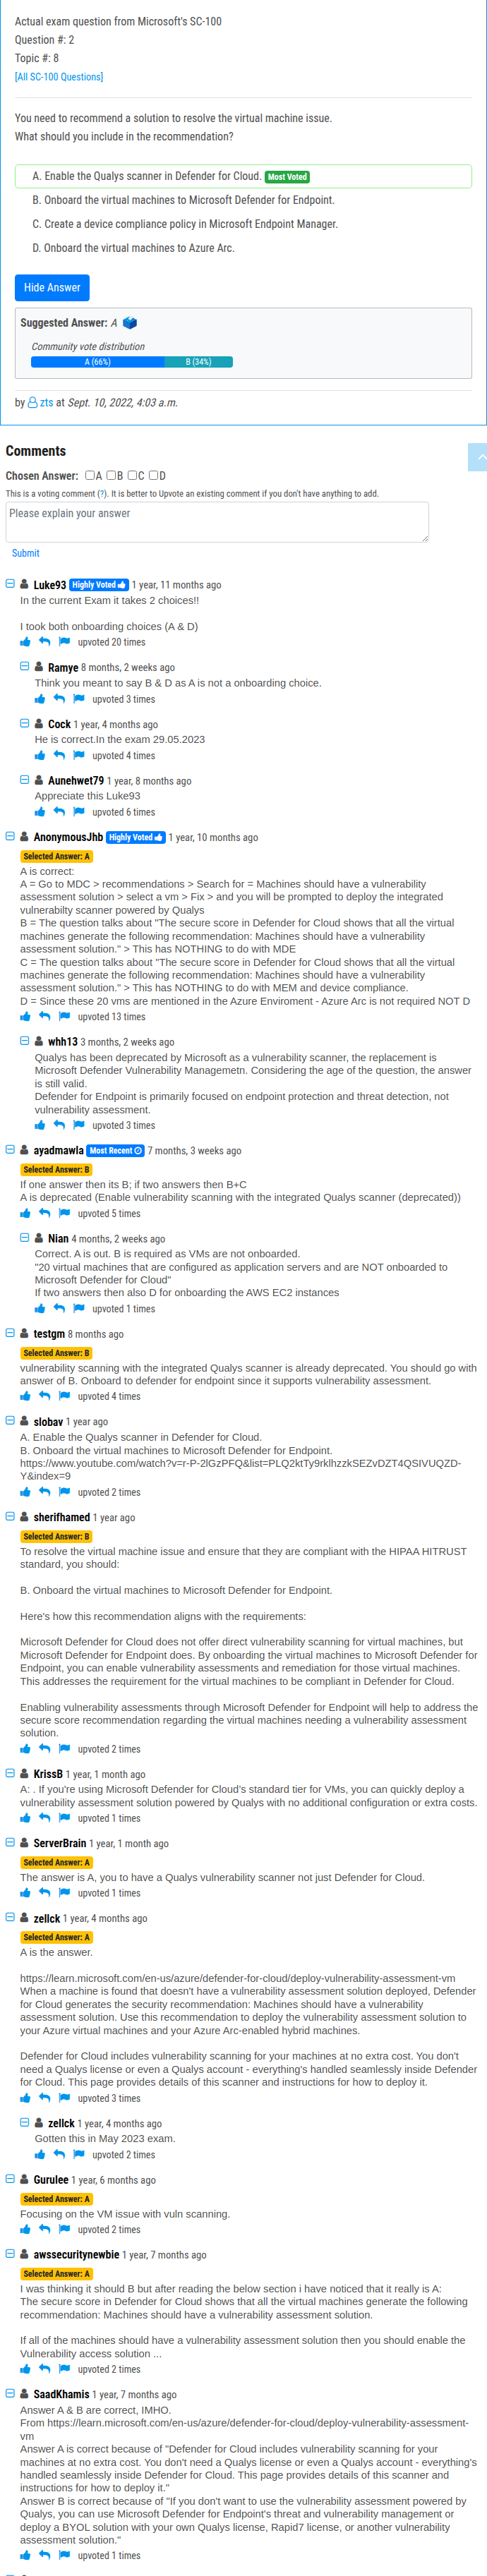 Actual exam question from Microsoft's SC-100
Question #: 2
Topic #: 8
[All SC-100 Questions]
You need to recommend a solution to resolve the virtual machine issue.
What should you include in the recommendation?
A. Enable the Qualys scanner in Defender for Cloud. Most Voted
B. Onboard the virtual machines to Microsoft Defender for Endpoint.
C. Create a device compliance policy in Microsoft Endpoint Manager.
D. Onboard the virtual machines to Azure Arc.
Hide Answer
Suggested Answer: A
Community vote distribution
A (66%) B (34%)
by zts at Sept. 10, 2022, 4:03 a.m.
Comments
Chosen Answer: A B C D
This is a voting comment (?). It is better to Upvote an existing comment if you don't have anything to add.
Please explain your answer
Submit
Luke93 Highly Voted 1 year, 11 months ago
In the current Exam it takes 2 choices!!
I took both onboarding choices (A & D)
upvoted 20 times
Ramye 8 months, 2 weeks ago
Think you meant to say B & D as A is not a onboarding choice.
upvoted 3 times
Cock 1 year, 4 months ago
He is correct.In the exam 29.05.2023
upvoted 4 times
Aunehwet79 1 year, 8 months ago
Appreciate this Luke93
upvoted 6 times
AnonymousJhb Highly Voted 1 year, 10 months ago
Selected Answer: A
A is correct:
A = Go to MDC > recommendations > Search for = Machines should have a vulnerability
assessment solution > select a vm > Fix > and you will be prompted to deploy the integrated
vulnerabilty scanner powered by Qualys
B = The question talks about "The secure score in Defender for Cloud shows that all the virtual
machines generate the following recommendation: Machines should have a vulnerability
assessment solution." > This has NOTHING to do with MDE
C = The question talks about "The secure score in Defender for Cloud shows that all the virtual
machines generate the following recommendation: Machines should have a vulnerability
assessment solution." > This has NOTHING to do with MEM and device compliance.
D = Since these 20 vms are mentioned in the Azure Enviroment - Azure Arc is not required NOT D
upvoted 13 times
whh13 3 months, 2 weeks ago
Qualys has been deprecated by Microsoft as a vulnerability scanner, the replacement is
Microsoft Defender Vulnerability Managemetn. Considering the age of the question, the answer
is still valid.
Defender for Endpoint is primarily focused on endpoint protection and threat detection, not
vulnerability assessment.
upvoted 3 times
ayadmawla Most Recent 7 months, 3 weeks ago
Selected Answer: B
If one answer then its B; if two answers then B+C
A is deprecated (Enable vulnerability scanning with the integrated Qualys scanner (deprecated))
upvoted 5 times
Nian 4 months, 2 weeks ago
Correct. A is out. B is required as VMs are not onboarded.
"20 virtual machines that are configured as application servers and are NOT onboarded to
Microsoft Defender for Cloud"
If two answers then also D for onboarding the AWS EC2 instances
upvoted 1 times
testgm 8 months ago
Selected Answer: B
vulnerability scanning with the integrated Qualys scanner is already deprecated. You should go with
answer of B. Onboard to defender for endpoint since it supports vulnerability assessment.
upvoted 4 times
slobav 1 year ago
A. Enable the Qualys scanner in Defender for Cloud.
B. Onboard the virtual machines to Microsoft Defender for Endpoint.
https://www.youtube.com/watch?v=r-P-2lGzPFQ&list=PLQ2ktTy9rklhzzkSEZvDZT4QSIVUQZD-
Y&index=9
upvoted 2 times
sherifhamed 1 year ago
Selected Answer: B
To resolve the virtual machine issue and ensure that they are compliant with the HIPAA HITRUST
standard, you should:
B. Onboard the virtual machines to Microsoft Defender for Endpoint.
Here's how this recommendation aligns with the requirements:
Microsoft Defender for Cloud does not offer direct vulnerability scanning for virtual machines, but
Microsoft Defender for Endpoint does. By onboarding the virtual machines to Microsoft Defender for
Endpoint, you can enable vulnerability assessments and remediation for those virtual machines.
This addresses the requirement for the virtual machines to be compliant in Defender for Cloud.
Enabling vulnerability assessments through Microsoft Defender for Endpoint will help to address the
secure score recommendation regarding the virtual machines needing a vulnerability assessment
solution.
upvoted 2 times
KrissB 1 year, 1 month ago
A: . If you're using Microsoft Defender for Cloud's standard tier for VMs, you can quickly deploy a
vulnerability assessment solution powered by Qualys with no additional configuration or extra costs.
upvoted 1 times
ServerBrain 1 year, 1 month ago
Selected Answer: A
The answer is A, you to have a Qualys vulnerability scanner not just Defender for Cloud.
upvoted 1 times
zellck 1 year, 4 months ago
Selected Answer: A
A is the answer.
https://learn.microsoft.com/en-us/azure/defender-for-cloud/deploy-vulnerability-assessment-vm
When a machine is found that doesn't have a vulnerability assessment solution deployed, Defender
for Cloud generates the security recommendation: Machines should have a vulnerability
assessment solution. Use this recommendation to deploy the vulnerability assessment solution to
your Azure virtual machines and your Azure Arc-enabled hybrid machines.
Defender for Cloud includes vulnerability scanning for your machines at no extra cost. You don't
need a Qualys license or even a Qualys account - everything's handled seamlessly inside Defender
for Cloud. This page provides details of this scanner and instructions for how to deploy it.
upvoted 3 times
zellck 1 year, 4 months ago
Gotten this in May 2023 exam.
upvoted 2 times
Gurulee 1 year, 6 months ago
Selected Answer: A
Focusing on the VM issue with vuln scanning.
upvoted 2 times
awssecuritynewbie 1 year, 7 months ago
Selected Answer: A
I was thinking it should B but after reading the below section i have noticed that it really is A:
The secure score in Defender for Cloud shows that all the virtual machines generate the following
recommendation: Machines should have a vulnerability assessment solution.
If all of the machines should have a vulnerability assessment solution then you should enable the
Vulnerability access solution ...
upvoted 2 times
SaadKhamis 1 year, 7 months ago
Answer A & B are correct, IMHO.
From https://learn.microsoft.com/en-us/azure/defender-for-cloud/deploy-vulnerability-assessment-
vm
Answer A is correct because of "Defender for Cloud includes vulnerability scanning for your
machines at no extra cost. You don't need a Qualys license or even a Qualys account - everything's
handled seamlessly inside Defender for Cloud. This page provides details of this scanner and
instructions for how to deploy it."
Answer B is correct because of "If you don't want to use the vulnerability assessment powered by
Qualys, you can use Microsoft Defender for Endpoint's threat and vulnerability management or
deploy a BYOL solution with your own Qualys license, Rapid7 license, or another vulnerability
assessment solution."
upvoted 1 times